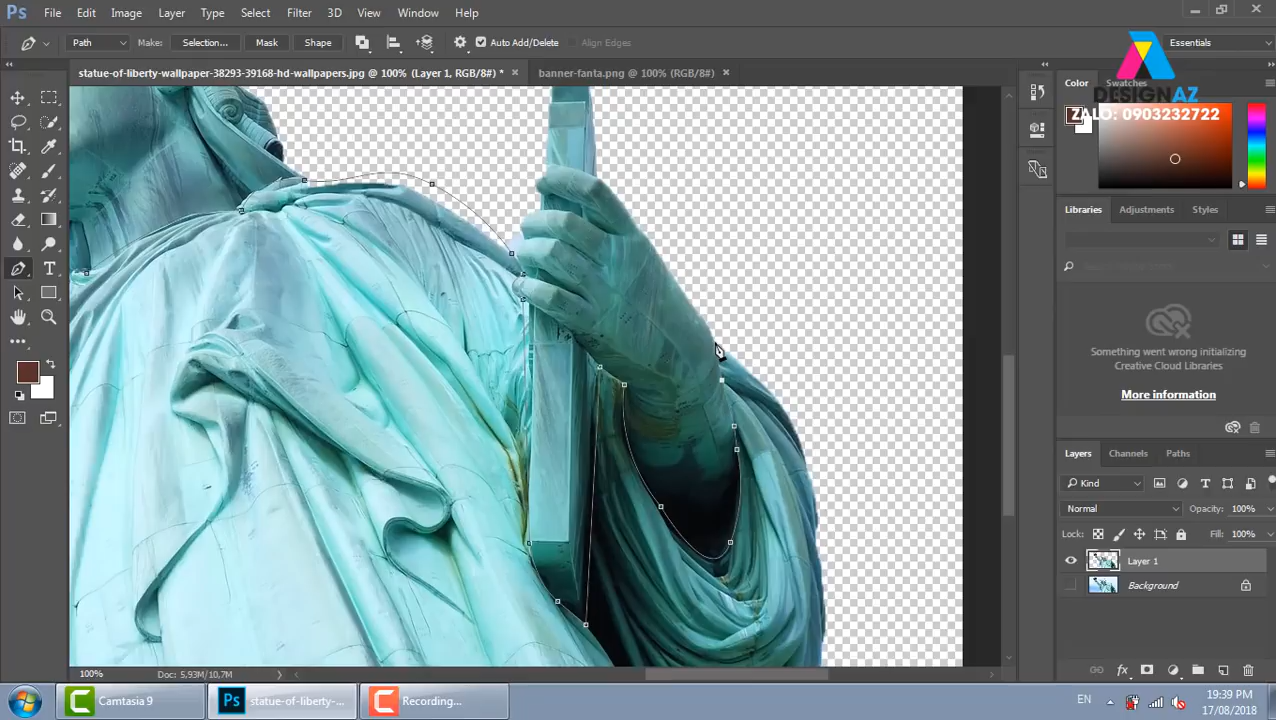 Ps File Edit Image Layer Type Select Filter 3D View Window Help
Path Make: Selection... Mask Shape Auto Add/Delete Align Edges Essentials
statue-of-liberty-wallpaper-38293-39168-hd-wallpapers.jpg @ 100% (Layer 1, RGB/8#) * banner-fanta.png @ 100% (RGB/8#)
Color Swatches
DESIGNAZ
ZALO: 0903232722
Libraries Adjustments Styles
Something went wrong initializing
Creative Cloud Libraries
More information
Layers Channels Paths
Kind
Normal Opacity: 100%
Lock: Fill: 100%
Layer 1
Background
100% Doc: 5,93M/10,7M
Camtasia 9 Ps statue-of-liberty-... Recording... EN 19:39 PM
17/08/2018